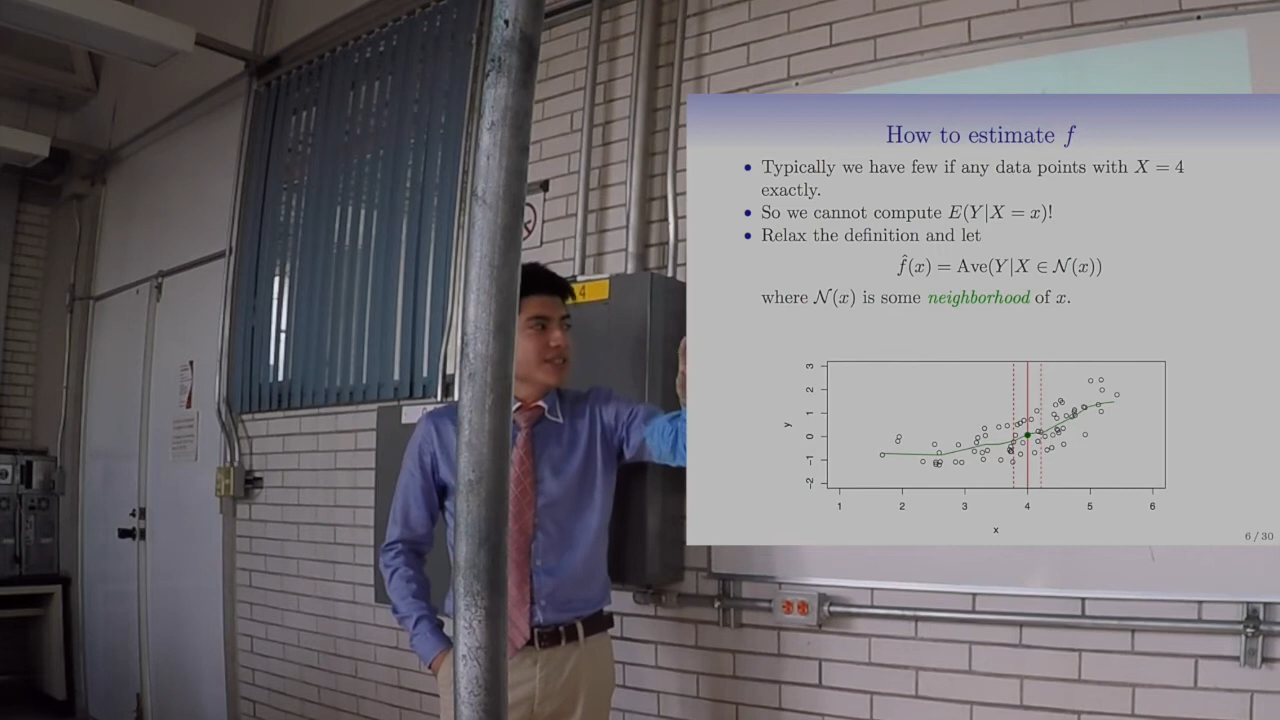 How to estimate f
• Typically we have few if any data points with X = 4
exactly.
• So we cannot compute E(Y|X = x)!
• Relax the definition and let
f̂(x) = Ave(Y|X ∈ 𝒩(x))
where 𝒩(x) is some neighborhood of x.
4
3
2
1
0
−1
−2
y
1 2 3 4 5 6
x
6 / 30